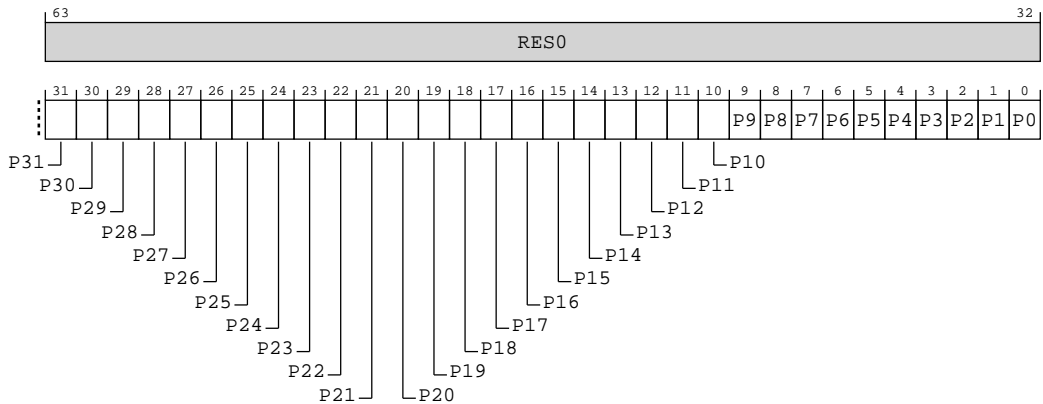 63 32
RES0
31 30 29 28 27 26 25 24 23 22 21 20 19 18 17 16 15 14 13 12 11 10 9 8 7 6 5 4 3 2 1 0
P9 P8 P7 P6 P5 P4 P3 P2 P1 P0
P31 P10
P30 P11
P29 P12
P28 P13
P27 P14
P26 P15
P25 P16
P24 P17
P23 P18
P22 P19
P21 P20